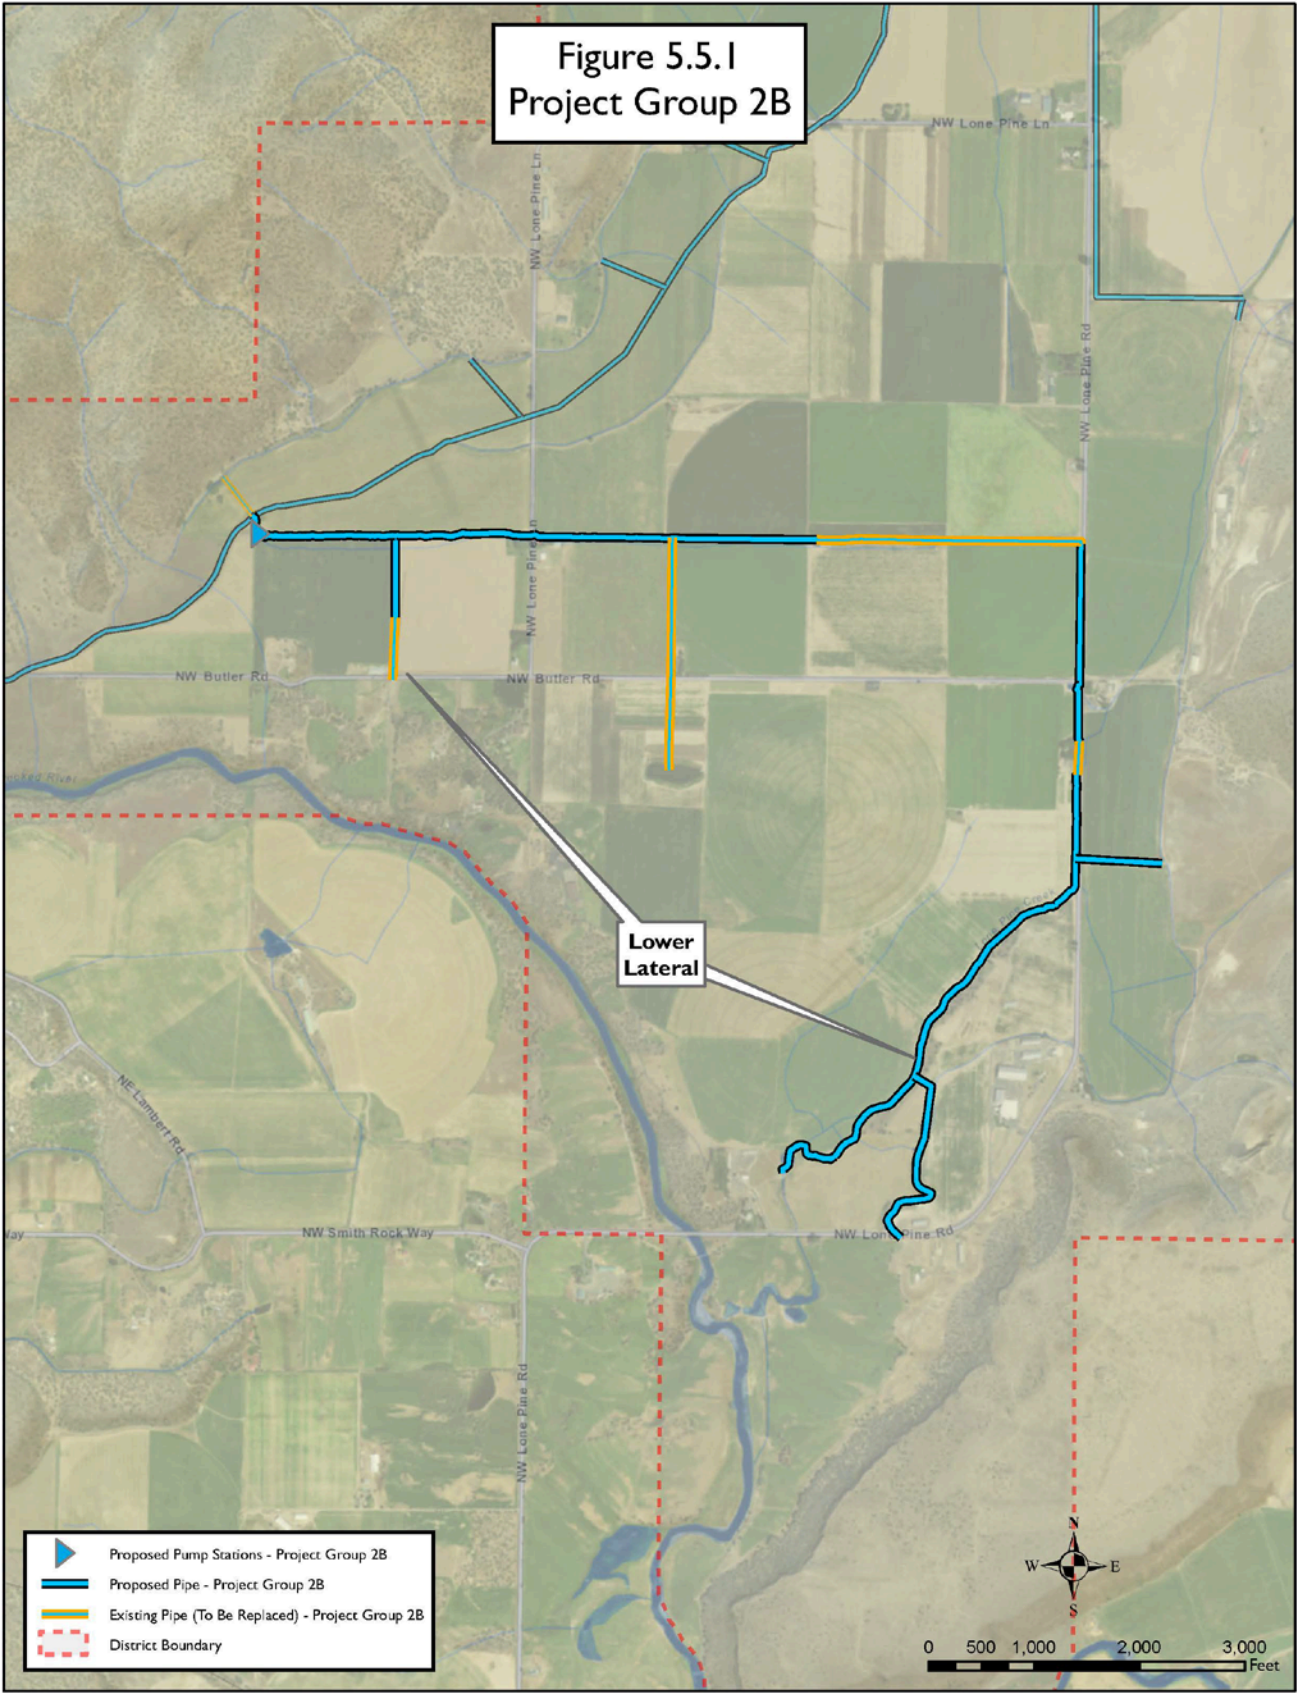 Figure 5.5.1
Project Group 2B
NW Lone Pine Ln
NW Lone Pine Ln
NW Lone Pine Rd
NW Lone Pine Ln
NW Butler Rd
NW Butler Rd
ooked River
Creek
Lower
Lateral
NE Lambert Rd
Way
NW Smith Rock Way
NW Lone Pine Rd
NW Lone Pine Rd
Proposed Pump Stations - Project Group 2B
Proposed Pipe - Project Group 2B
Existing Pipe (To Be Replaced) - Project Group 2B
District Boundary
N
W
E
S
0 500 1,000 2,000 3,000
Feet